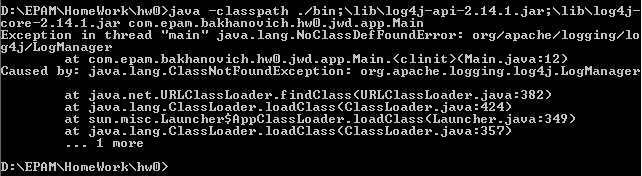 D:\EPAM\HomeWork\hw0>java -classpath ./bin;\lib\log4j-api-2.14.1.jar;\lib\log4j-
core-2.14.1.jar com.epam.bakhanovich.hw0.jwd.app.Main
Exception in thread "main" java.lang.NoClassDefFoundError: org/apache/logging/lo
g4j/LogManager
at com.epam.bakhanovich.hw0.jwd.app.Main.<clinit>(Main.java:12)
Caused by: java.lang.ClassNotFoundException: org.apache.logging.log4j.LogManager
at java.net.URLClassLoader.findClass(URLClassLoader.java:382)
at java.lang.ClassLoader.loadClass(ClassLoader.java:424)
at sun.misc.Launcher$AppClassLoader.loadClass(Launcher.java:349)
at java.lang.ClassLoader.loadClass(ClassLoader.java:357)
... 1 more
D:\EPAM\HomeWork\hw0>